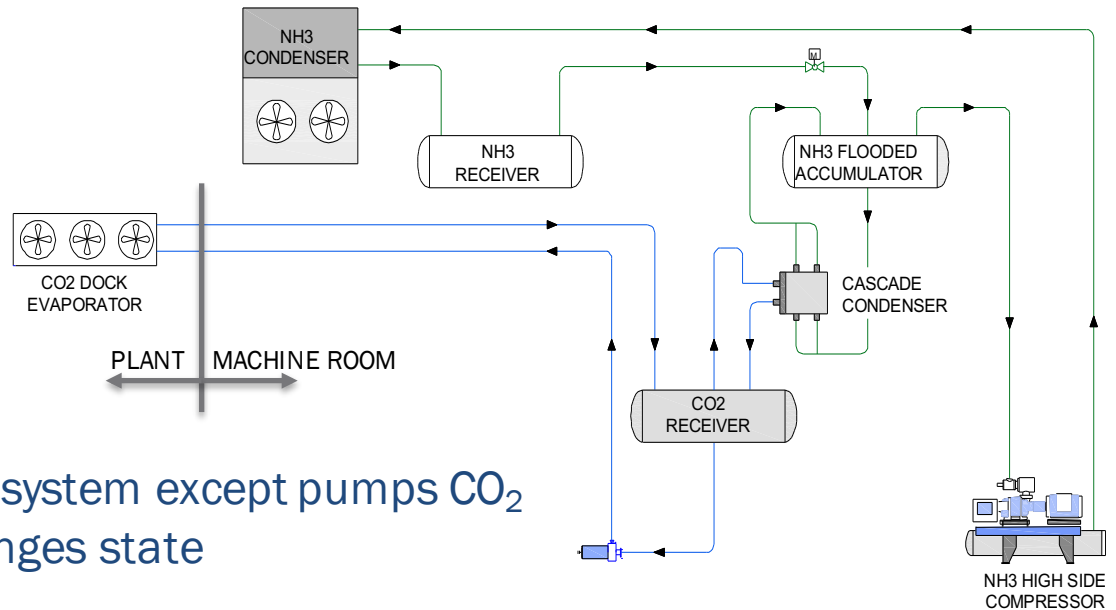 NH3
CONDENSER
M
NH3
RECEIVER
NH3 FLOODED
ACCUMULATOR
CO2 DOCK
EVAPORATOR
CASCADE
CONDENSER
PLANT
MACHINE ROOM
CO2
RECEIVER
system except pumps CO₂
nges state
NH3 HIGH SIDE
COMPRESSOR